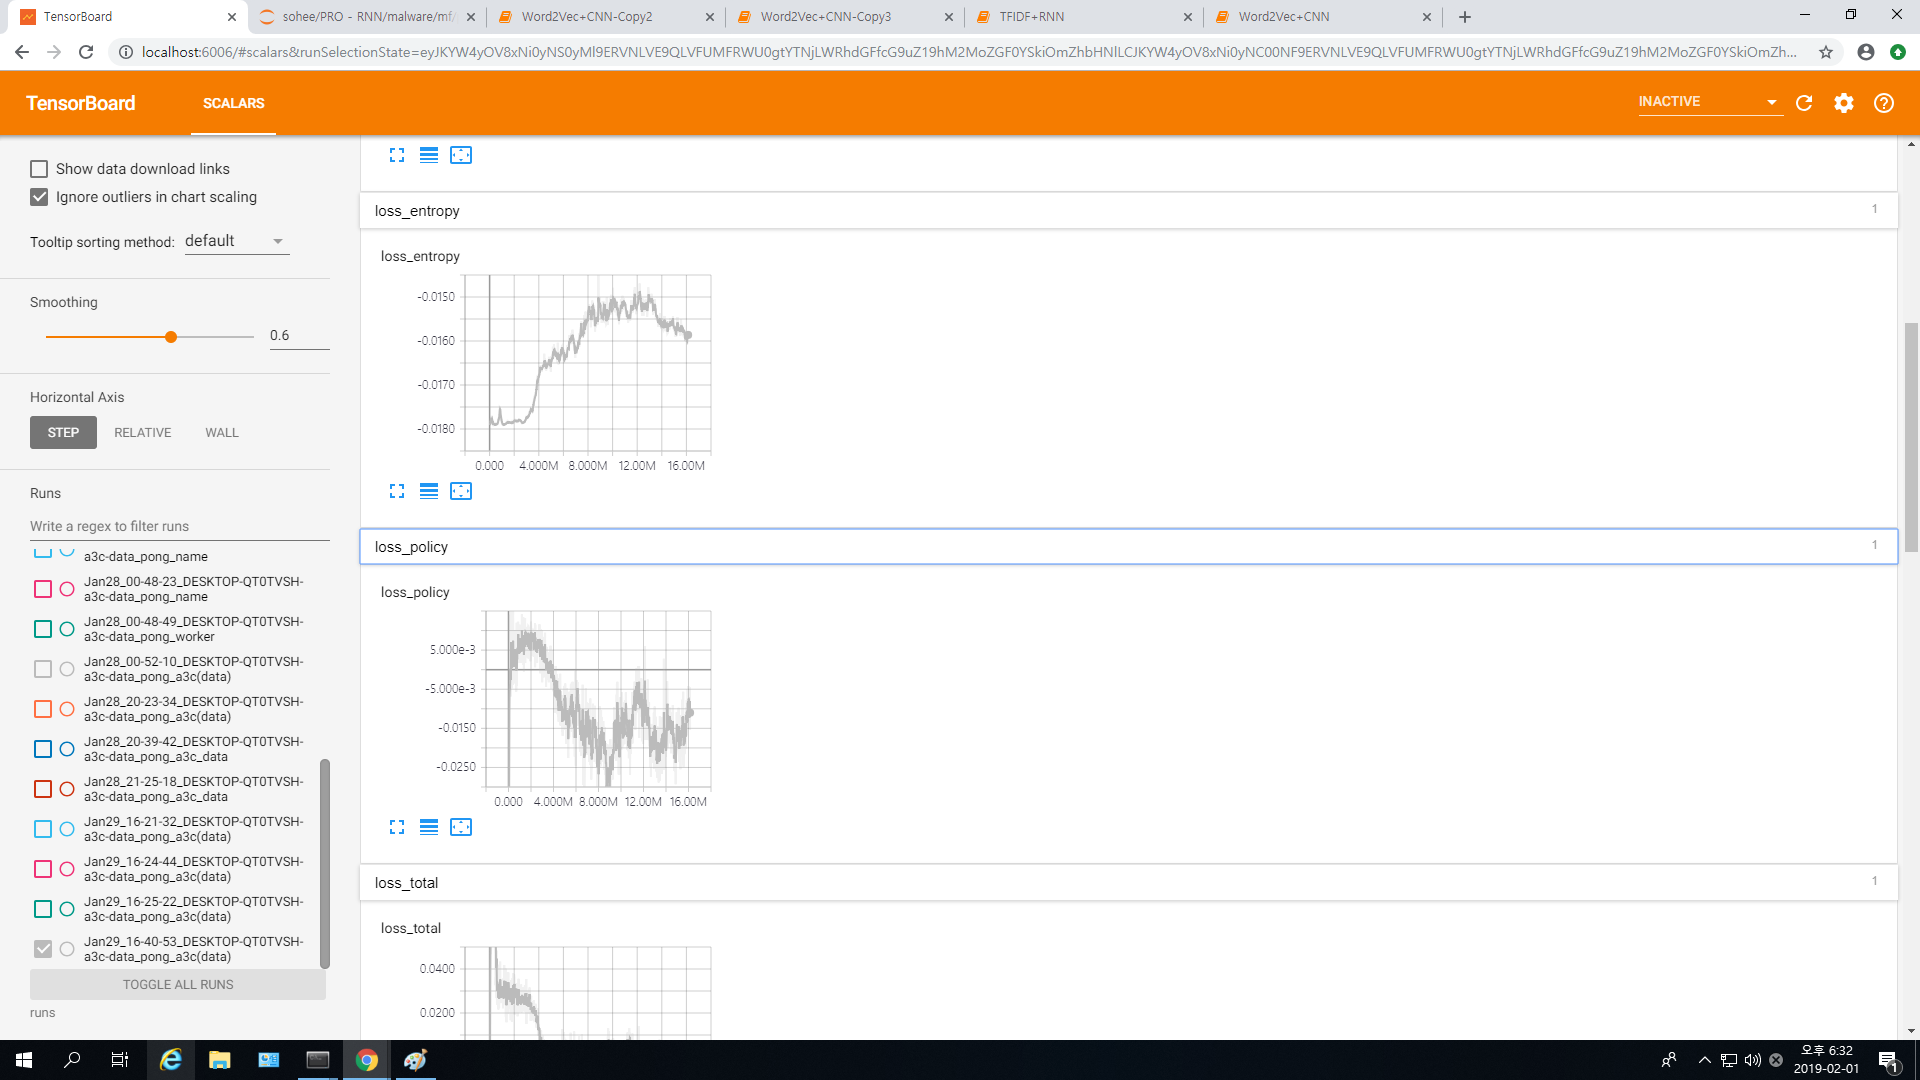 TensorBoard
sohee/PRO - RNN/malware/mf/
Word2Vec+CNN-Copy2
Word2Vec+CNN-Copy3
TFIDF+RNN
Word2Vec+CNN
TensorBoard
SCALARS
INACTIVE
Show data download links
Ignore outliers in chart scaling
Tooltip sorting method: default
Smoothing
0.6
Horizontal Axis
STEP RELATIVE WALL
Runs
Write a regex to filter runs
a3c-data_pong_name
Jan28_00-48-23_DESKTOP-QT0TVSH-
a3c-data_pong_name
Jan28_00-48-49_DESKTOP-QT0TVSH-
a3c-data_pong_worker
Jan28_00-52-10_DESKTOP-QT0TVSH-
a3c-data_pong_a3c(data)
Jan28_20-23-34_DESKTOP-QT0TVSH-
a3c-data_pong_a3c(data)
Jan28_20-39-42_DESKTOP-QT0TVSH-
a3c-data_pong_a3c_data
Jan28_21-25-18_DESKTOP-QT0TVSH-
a3c-data_pong_a3c_data
Jan29_16-21-32_DESKTOP-QT0TVSH-
a3c-data_pong_a3c(data)
Jan29_16-24-44_DESKTOP-QT0TVSH-
a3c-data_pong_a3c(data)
Jan29_16-25-22_DESKTOP-QT0TVSH-
a3c-data_pong_a3c(data)
Jan29_16-40-53_DESKTOP-QT0TVSH-
a3c-data_pong_a3c(data)
TOGGLE ALL RUNS
runs
loss_entropy 1
loss_entropy
-0.0150
-0.0160
-0.0170
-0.0180
0.000 4.000M 8.000M 12.00M 16.00M
loss_policy 1
loss_policy
5.000e-3
-5.000e-3
-0.0150
-0.0250
0.000 4.000M 8.000M 12.00M 16.00M
loss_total 1
loss_total
0.0400
0.0200
오후 6:32
2019-02-01
1